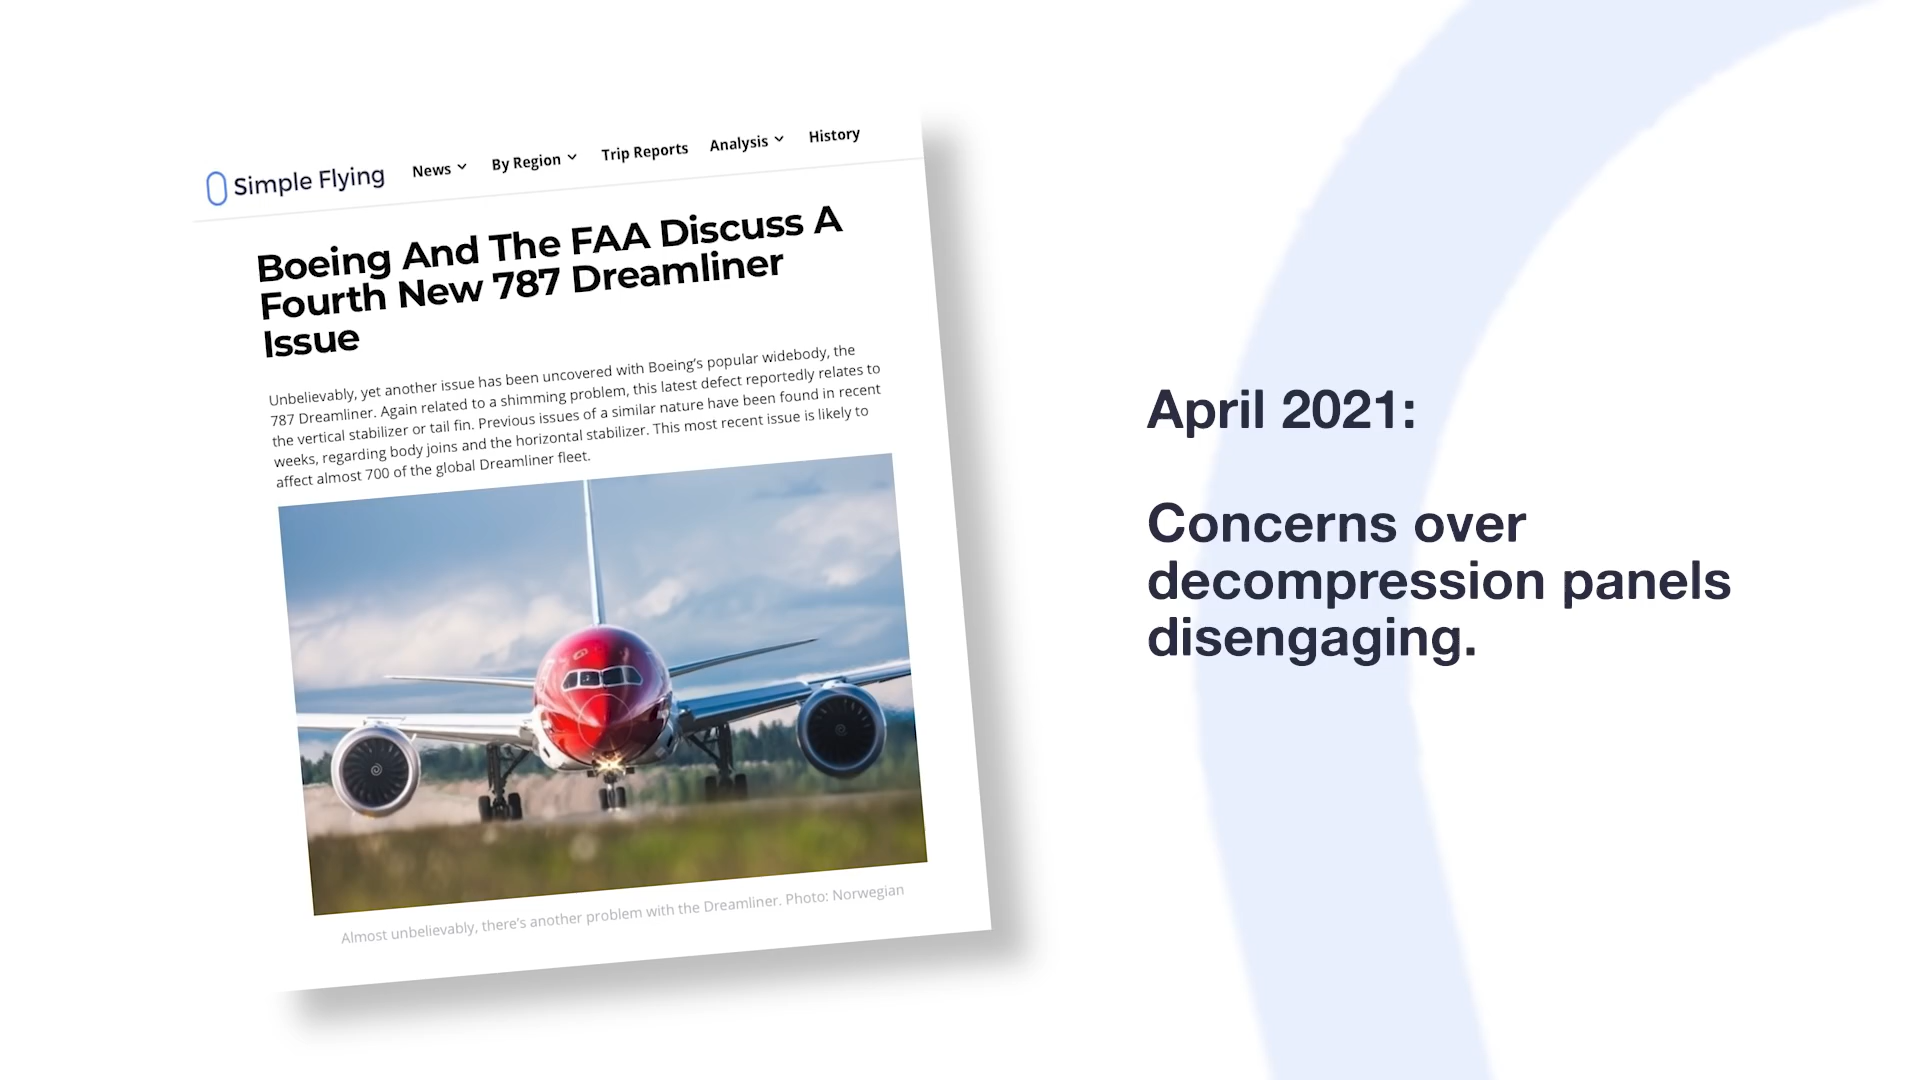 Simple Flying
News
By Region
Trip Reports
Analysis
History
Boeing And The FAA Discuss A
Fourth New 787 Dreamliner
Issue
Unbelievably, yet another issue has been uncovered with Boeing's popular widebody, the
787 Dreamliner. Again related to a shimming problem, this latest defect reportedly relates to
the vertical stabilizer or tail fin. Previous issues of a similar nature have been found in recent
weeks, regarding body joins and the horizontal stabilizer. This most recent issue is likely to
affect almost 700 of the global Dreamliner fleet.
Almost unbelievably, there's another problem with the Dreamliner. Photo: Norwegian
April 2021:
Concerns over
decompression panels
disengaging.